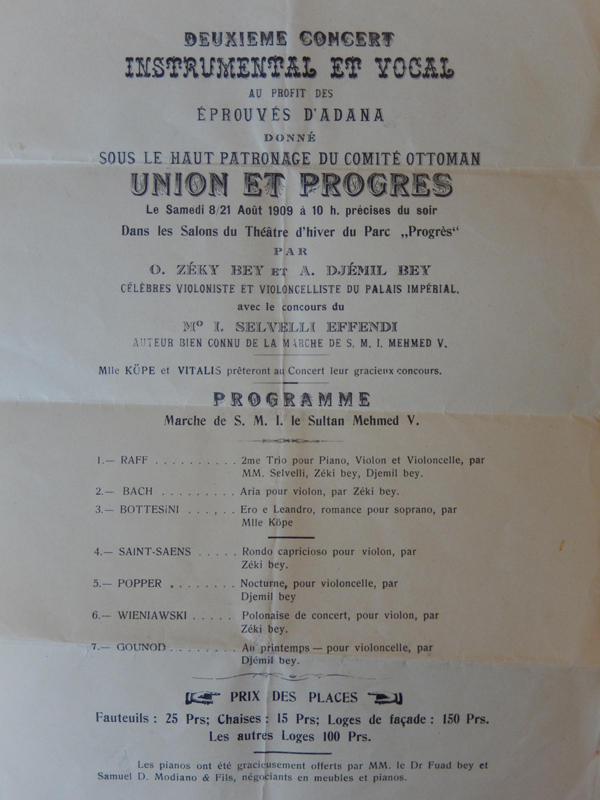 DEUXIEME CONCERT
INSTRUMENTAL ET VOCAL
AU PROFIT DES
ÉPROUVÉS D'ADANA
DONNÉ
SOUS LE HAUT PATRONAGE DU COMITÉ OTTOMAN
UNION ET PROGRES
Le Samedi 8/21 Août 1909 à 10 h. précises du soir
Dans les Salons du Théâtre d'hiver du Parc „Progrès“
PAR
O. ZÉKY BEY ET A. DJÉMIL BEY
CÉLÈBRES VIOLONISTE ET VIOLONCELLISTE DU PALAIS IMPÉRIAL.
avec le concours du
Mº I. SELVELLI EFFENDI
AUTEUR BIEN CONNU DE LA MARCHE DE S. M. I. MEHMED V.
Mlle KÖPE et VITALIS prêteront au Concert leur gracieux concours.
PROGRAMME
Marche de S. M. I. le Sultan Mehmed V.
1.— RAFF . . . . . . . . . . 2me Trio pour Piano, Violon et Violoncelle, par
MM. Selvelli, Zéki bey, Djemil bey.
2.— BACH . . . . . . . . . Aria pour violon, par Zéki bey.
3.— BOTTESiNI . . . , . . Ero e Leandro, romance pour soprano, par
Mlle Köpe
4.— SAINT-SAENS . . . . . Rondo capricioso pour violon, par
Zéki bey.
5.— POPPER . . . . . . . . Nocturne, pour violoncelle, par
Djemil bey
6.— WIENIAWSKI . . . . . Polonaise de concert, pour violon, par
Zéki bey.
7.— GOUNOD . . . . . . . . Au printemps — pour violoncelle, par
Djémil bey.
PRIX DES PLACES
Fauteuils : 25 Prs; Chaises : 15 Prs; Loges de façade : 150 Prs.
Les autres Loges 100 Prs.
Les pianos ont été gracieusement offerts par MM. le Dr Fuad bey et
Samuel D. Modiano & Fils, négociants en meubles et pianos.